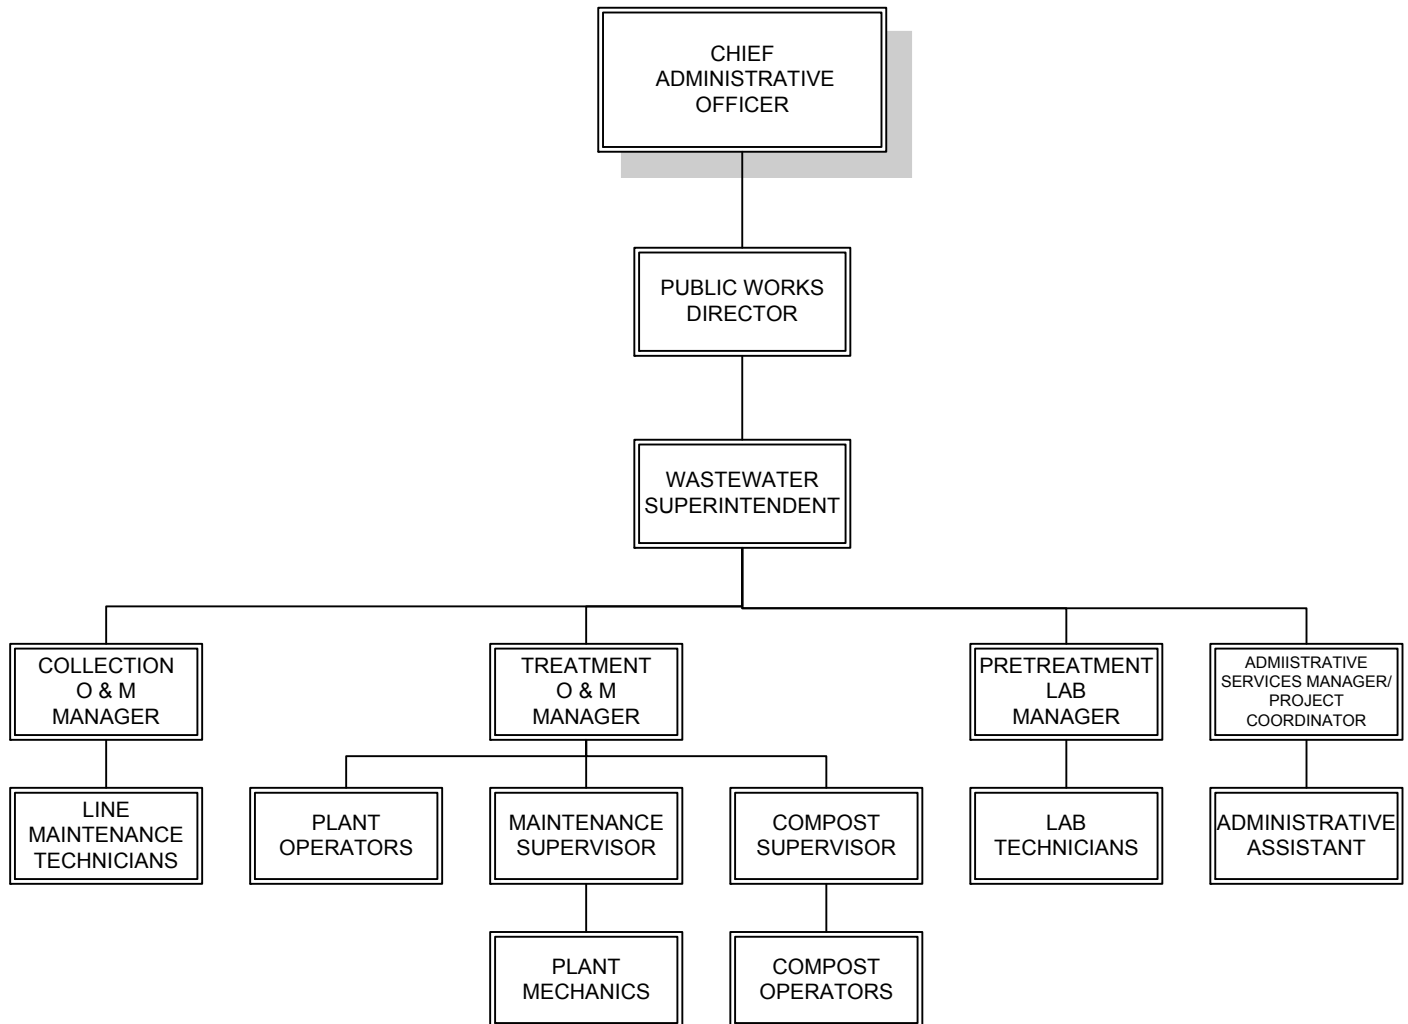 CHIEF
ADMINISTRATIVE
OFFICER
PUBLIC WORKS
DIRECTOR
WASTEWATER
SUPERINTENDENT
COLLECTION
O & M
MANAGER
TREATMENT
O & M
MANAGER
PRETREATMENT
LAB
MANAGER
ADMIISTRATIVE
SERVICES MANAGER/
PROJECT
COORDINATOR
LINE
MAINTENANCE
TECHNICIANS
PLANT
OPERATORS
MAINTENANCE
SUPERVISOR
COMPOST
SUPERVISOR
LAB
TECHNICIANS
ADMINISTRATIVE
ASSISTANT
PLANT
MECHANICS
COMPOST
OPERATORS